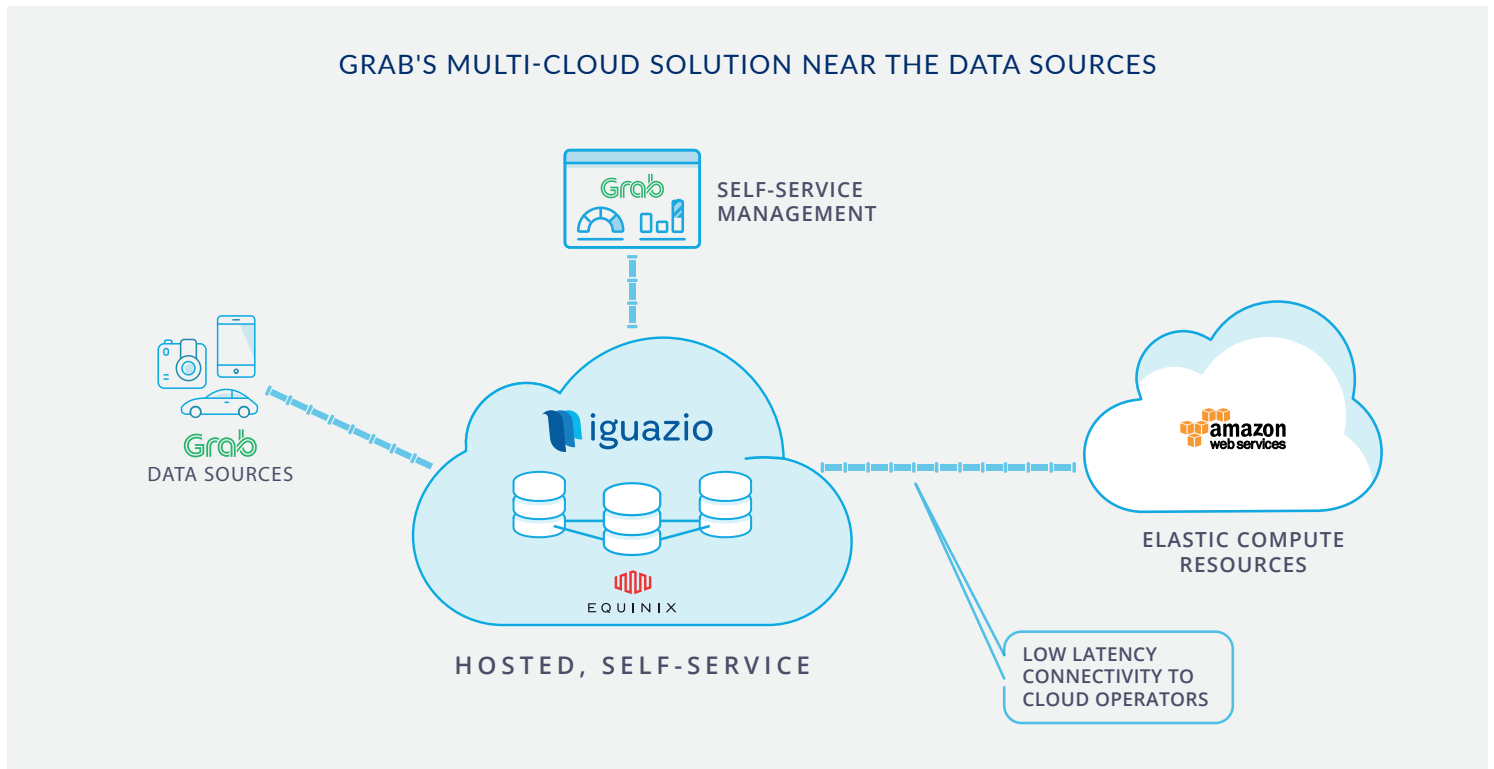 GRAB'S MULTI-CLOUD SOLUTION NEAR THE DATA SOURCES
Grab
SELF-SERVICE
MANAGEMENT
Grab
DATA SOURCES
iguazio
EQUINIX
HOSTED, SELF-SERVICE
amazon
web services
ELASTIC COMPUTE
RESOURCES
LOW LATENCY
CONNECTIVITY TO
CLOUD OPERATORS